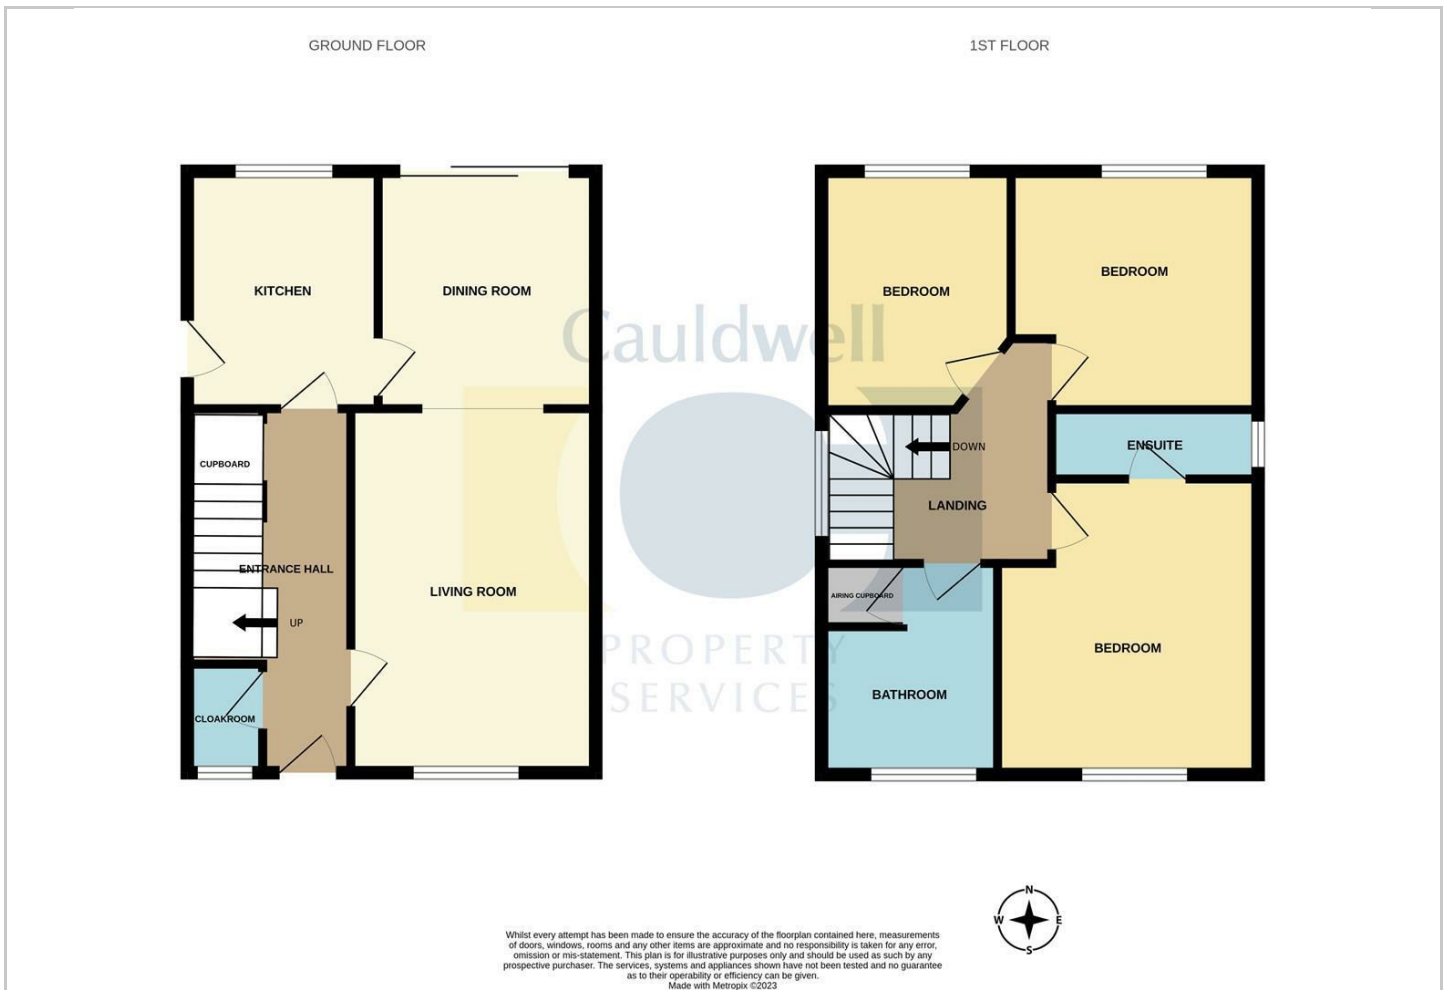 GROUND FLOOR
1ST FLOOR
KITCHEN
DINING ROOM
CUPBOARD
ENTRANCE HALL
LIVING ROOM
UP
CLOAKROOM
BEDROOM
BEDROOM
ENSUITE
DOWN
LANDING
AIRING CUPBOARD
BEDROOM
BATHROOM
Cauldwell
PROPERTY
SERVICES
N
W E
S
Whilst every attempt has been made to ensure the accuracy of the floorplan contained here, measurements
of doors, windows, rooms and any other items are approximate and no responsibility is taken for any error,
omission or mis-statement. This plan is for illustrative purposes only and should be used as such by any
prospective purchaser. The services, systems and appliances shown have not been tested and no guarantee
as to their operability or efficiency can be given.
Made with Metropix ©2023